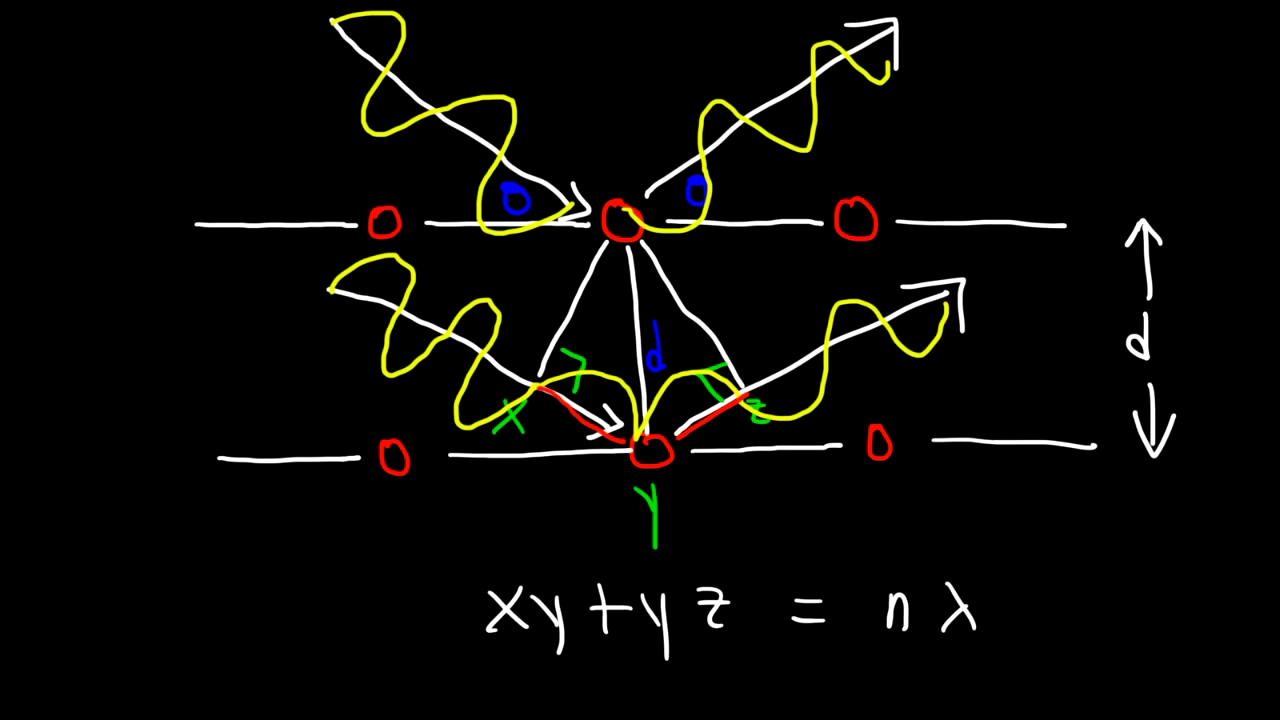 θ θ
d d
x z
y
xy + yz = nλ